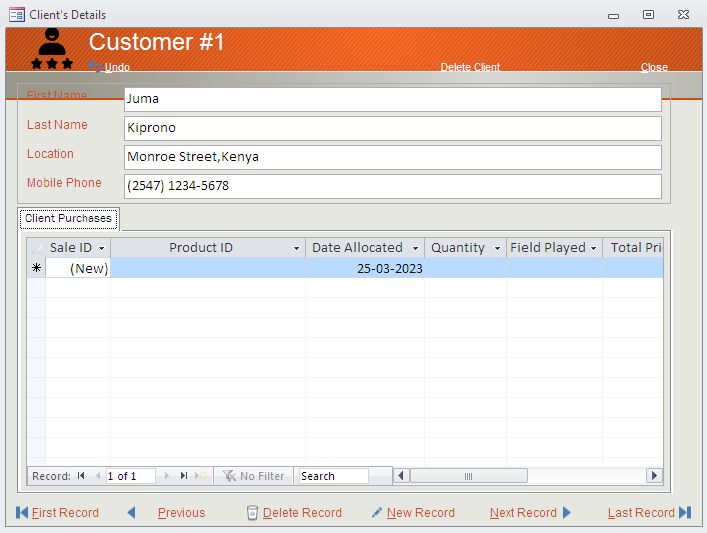 Client's Details
Customer #1
Undo Delete Client Close
First Name Juma
Last Name Kiprono
Location Monroe Street,Kenya
Mobile Phone (2547) 1234-5678
Client Purchases
Sale ID Product ID Date Allocated Quantity Field Played Total Pri
(New) 25-03-2023
Record: 1 of 1 No Filter Search
First Record Previous Delete Record New Record Next Record Last Record